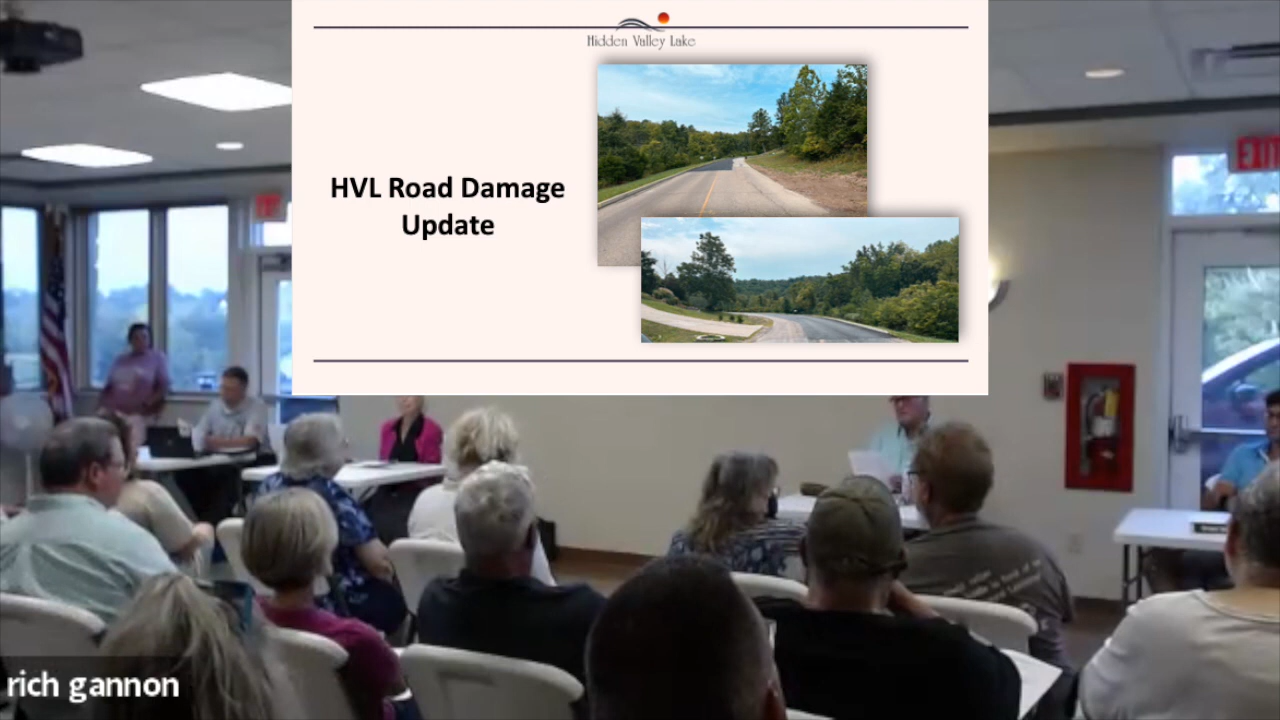 Hidden Valley Lake
HVL Road Damage
Update
EXIT
rich gannon